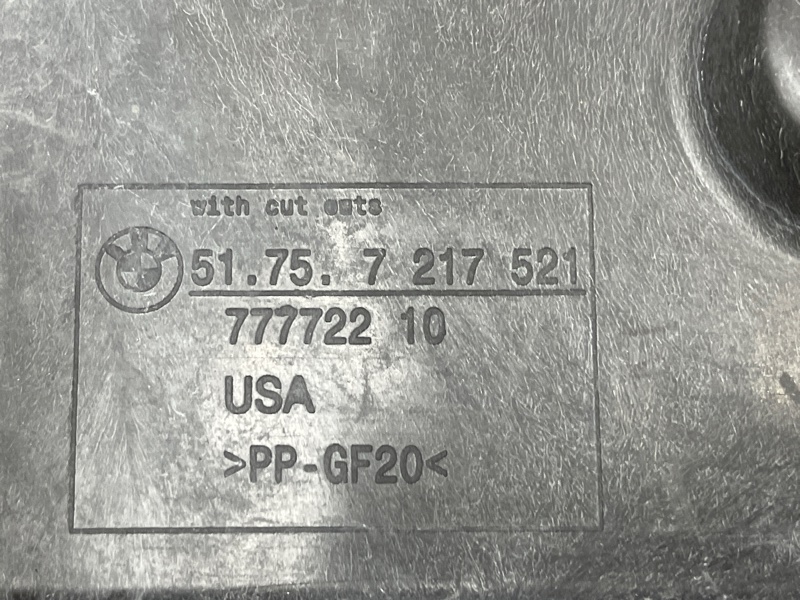 with cut outs
51.75. 7 217 521
777722 10
USA
>PP-GF20<